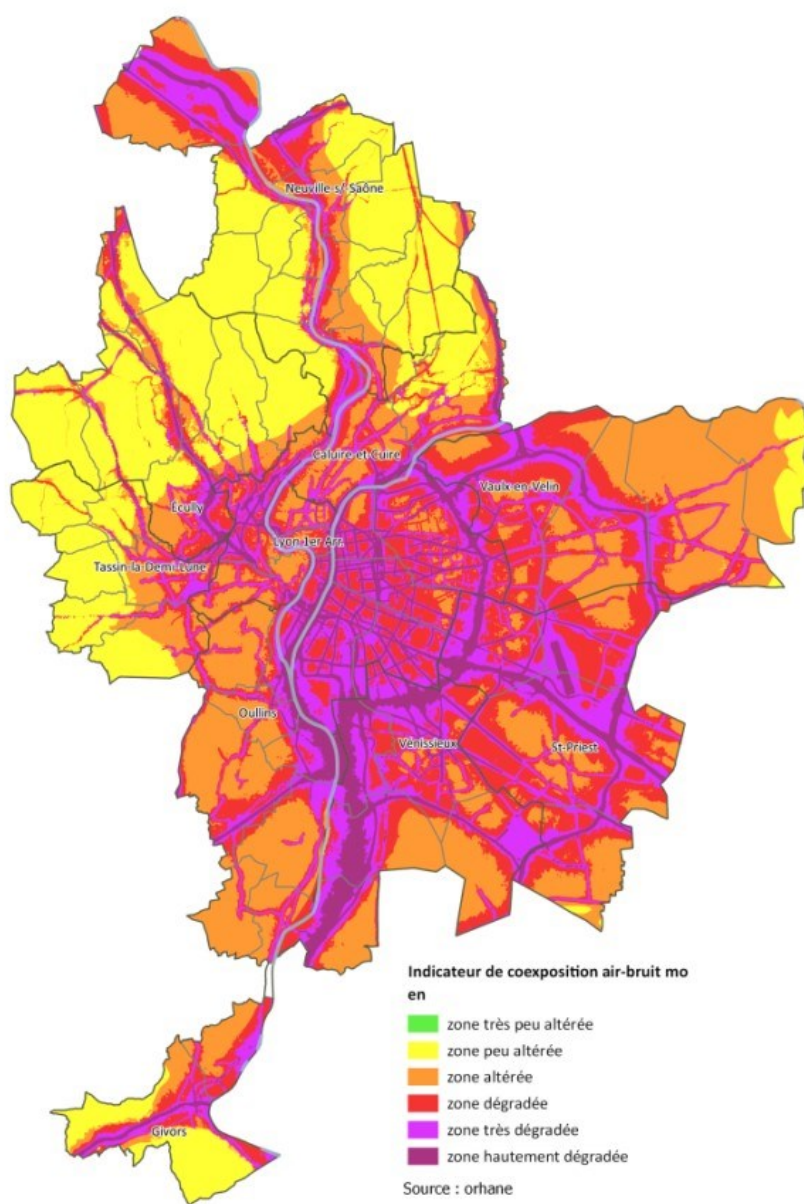 Neuville-s/-Saône
Caluire-et-Cuire
Vaulx-en-Vélin
Écully
Lyon 1er Arr.
Tassin-la-Demi-Lune
Oullins
Vénissieux
St-Priest
Givors
Indicateur de coexposition air-bruit mo
en
zone très peu altérée
zone peu altérée
zone altérée
zone dégradée
zone très dégradée
zone hautement dégradée
Source : orhane